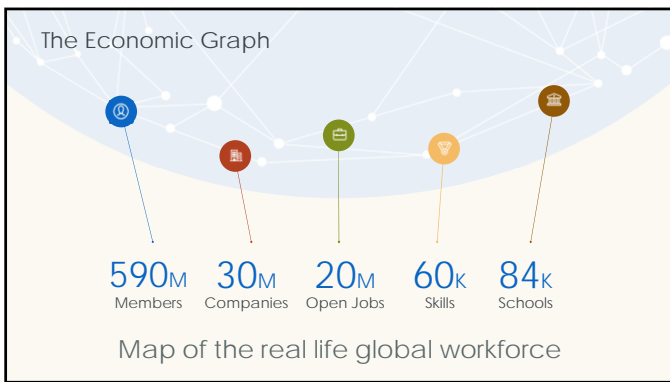 The Economic Graph
590M 30M 20M 60K 84K
Members Companies Open Jobs Skills Schools
Map of the real life global workforce